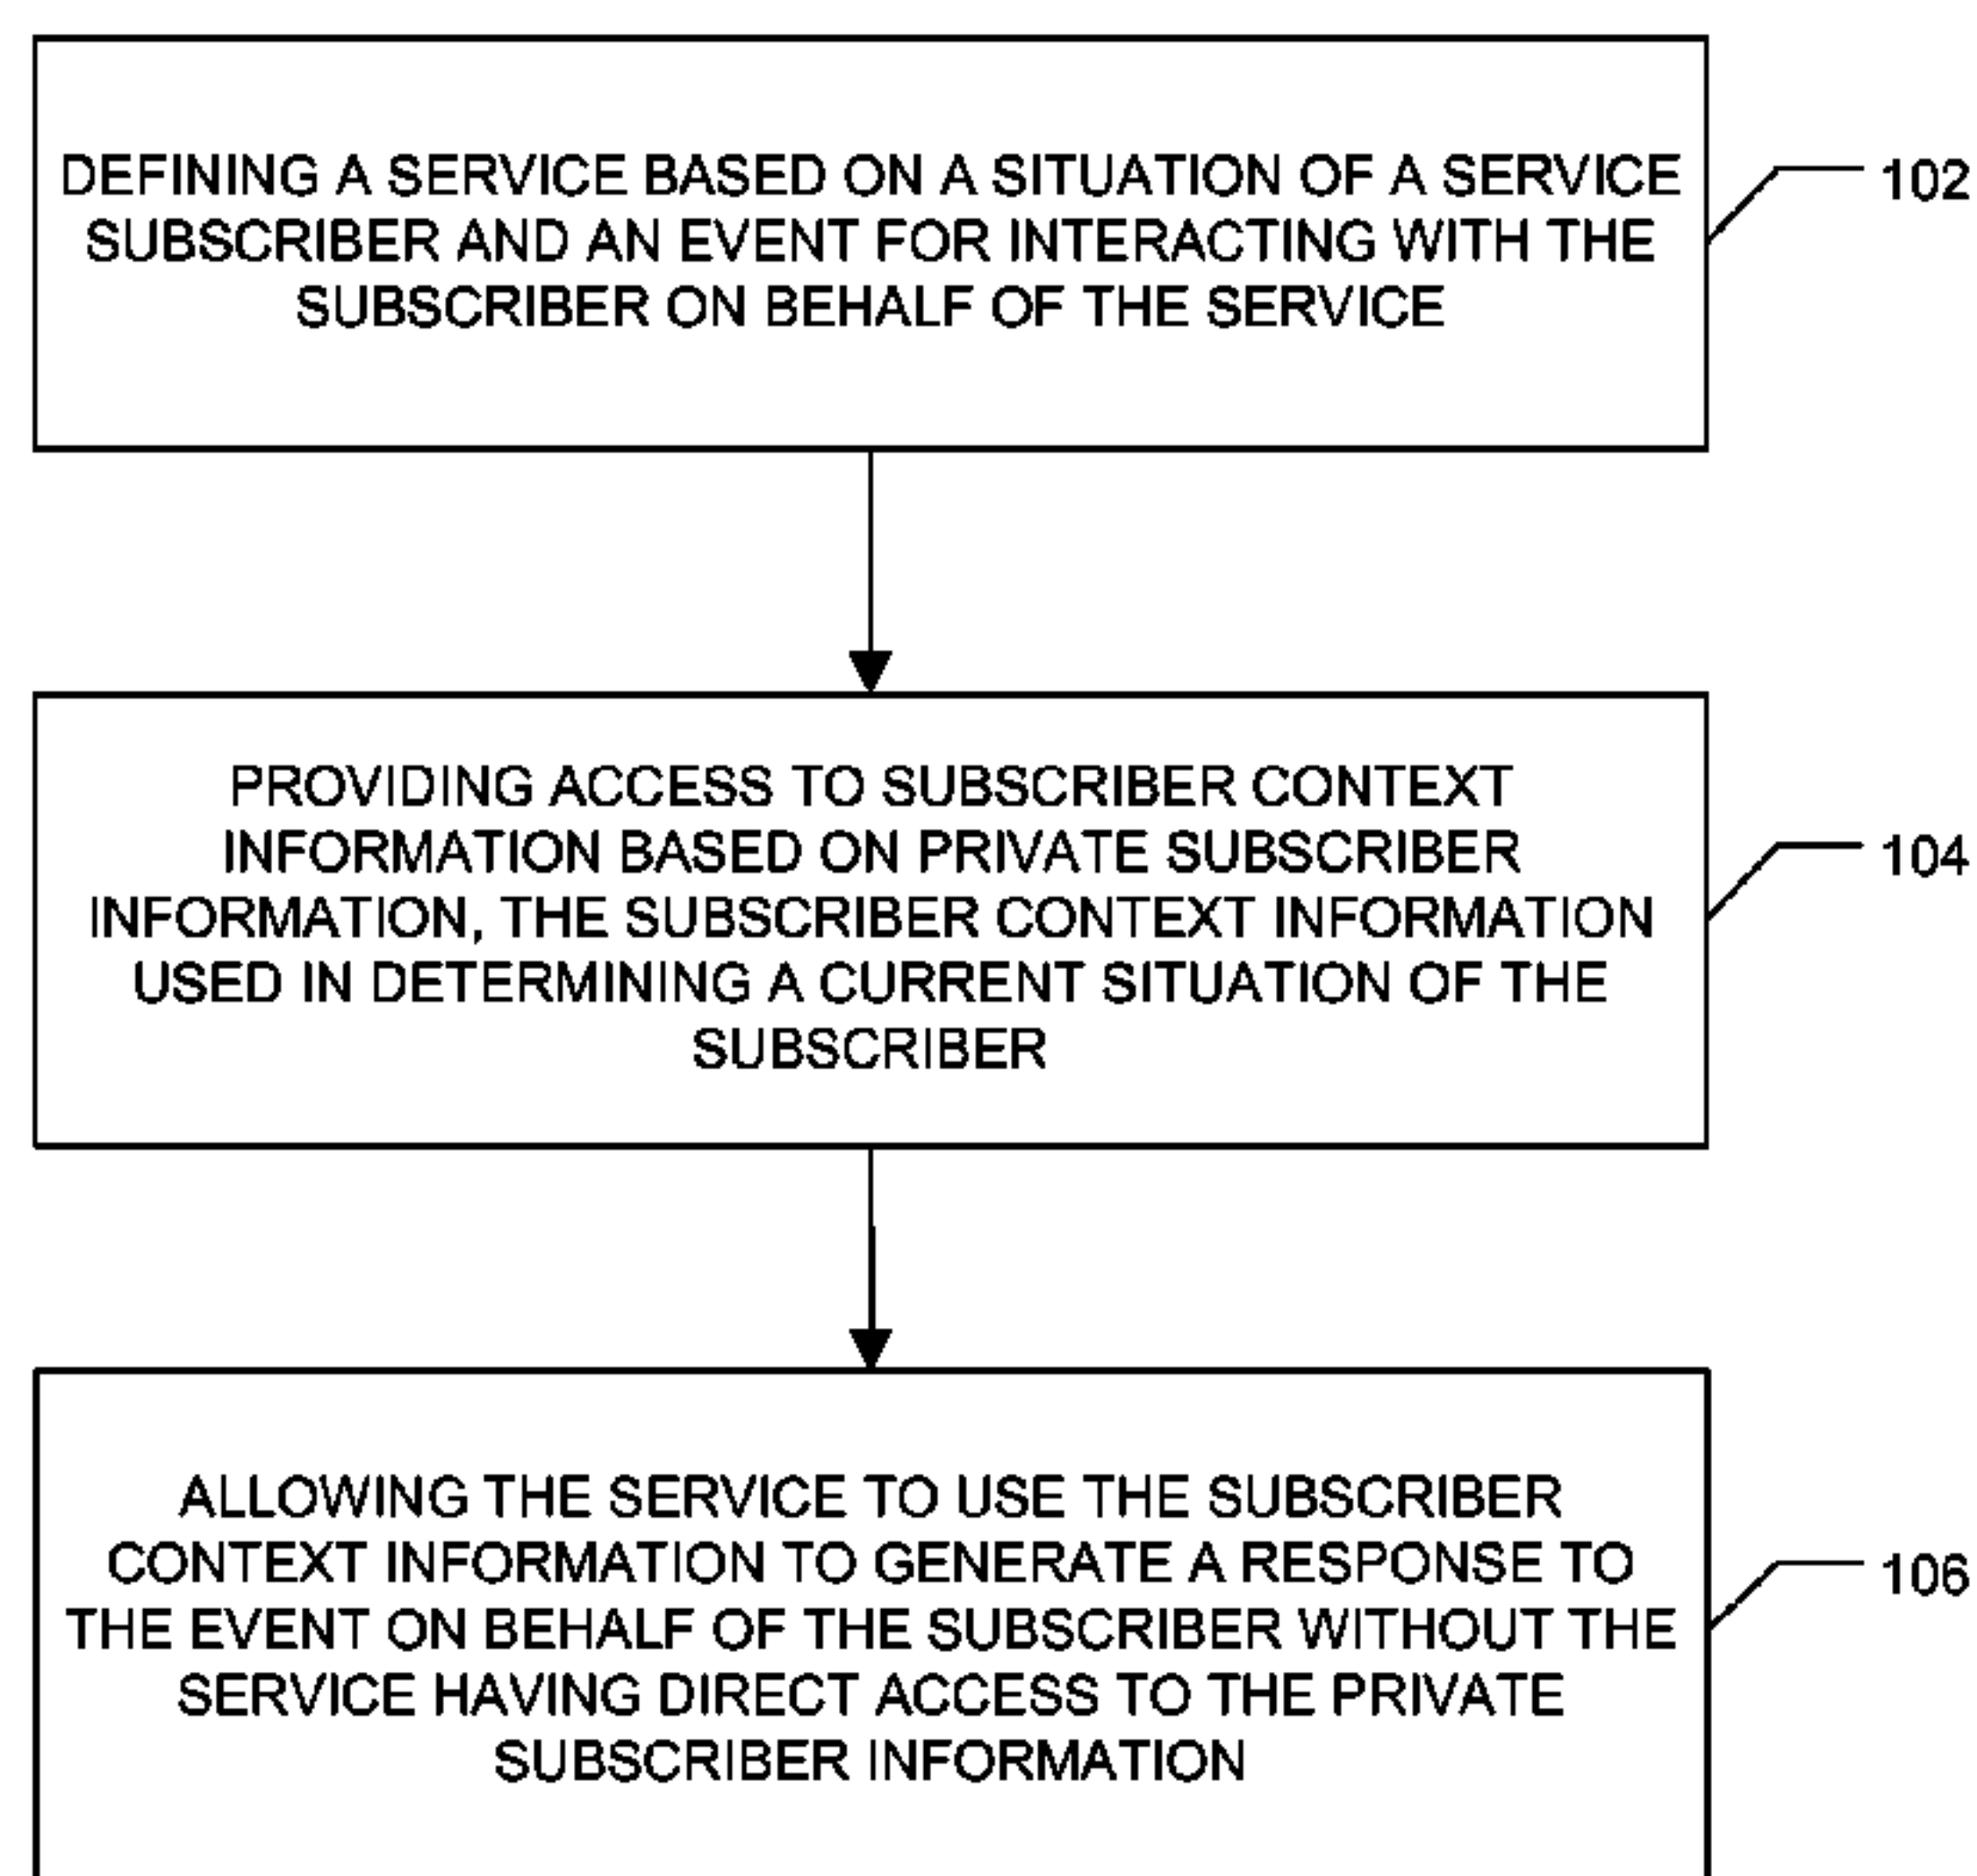 DEFINING A SERVICE BASED ON A SITUATION OF A SERVICE
SUBSCRIBER AND AN EVENT FOR INTERACTING WITH THE
SUBSCRIBER ON BEHALF OF THE SERVICE
102
PROVIDING ACCESS TO SUBSCRIBER CONTEXT
INFORMATION BASED ON PRIVATE SUBSCRIBER
INFORMATION, THE SUBSCRIBER CONTEXT INFORMATION
USED IN DETERMINING A CURRENT SITUATION OF THE
SUBSCRIBER
104
ALLOWING THE SERVICE TO USE THE SUBSCRIBER
CONTEXT INFORMATION TO GENERATE A RESPONSE TO
THE EVENT ON BEHALF OF THE SUBSCRIBER WITHOUT THE
SERVICE HAVING DIRECT ACCESS TO THE PRIVATE
SUBSCRIBER INFORMATION
106